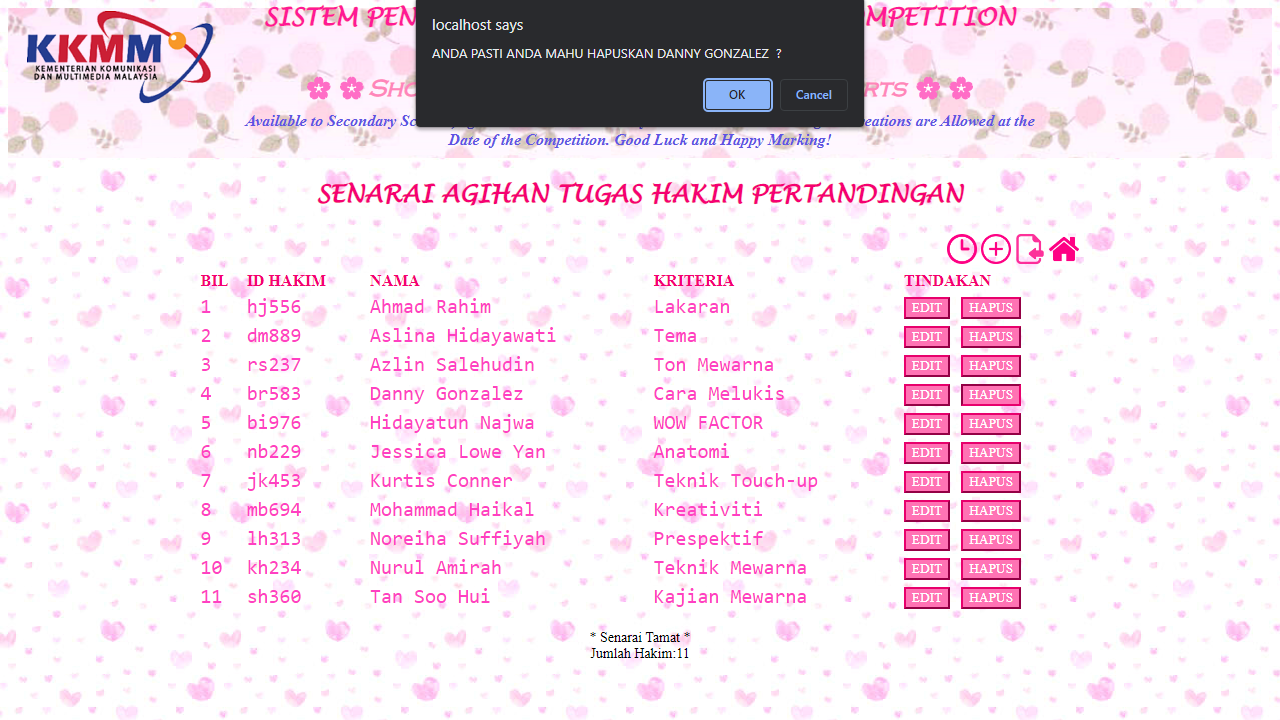 SISTEM PEN
OMPETITION
localhost says
ANDA PASTI ANDA MAHU HAPUSKAN DANNY GONZALEZ ?
OK Cancel
KKMM
KEMENTERIAN KOMUNIKASI
DAN MULTIMEDIA MALAYSIA
Available to Secondary
eations are Allowed at the
Date of the Competition. Good Luck and Happy Marking!
SENARAI AGIHAN TUGAS HAKIM PERTANDINGAN
BIL ID HAKIM NAMA KRITERIA TINDAKAN
1 hj556 Ahmad Rahim Lakaran EDIT HAPUS
2 dm889 Aslina Hidayawati Tema EDIT HAPUS
3 rs237 Azlin Salehudin Ton Mewarna EDIT HAPUS
4 br583 Danny Gonzalez Cara Melukis EDIT HAPUS
5 bi976 Hidayatun Najwa WOW FACTOR EDIT HAPUS
6 nb229 Jessica Lowe Yan Anatomi EDIT HAPUS
7 jk453 Kurtis Conner Teknik Touch-up EDIT HAPUS
8 mb694 Mohammad Haikal Kreativiti EDIT HAPUS
9 lh313 Noreiha Suffiyah Prespektif EDIT HAPUS
10 kh234 Nurul Amirah Teknik Mewarna EDIT HAPUS
11 sh360 Tan Soo Hui Kajian Mewarna EDIT HAPUS
* Senarai Tamat *
Jumlah Hakim:11